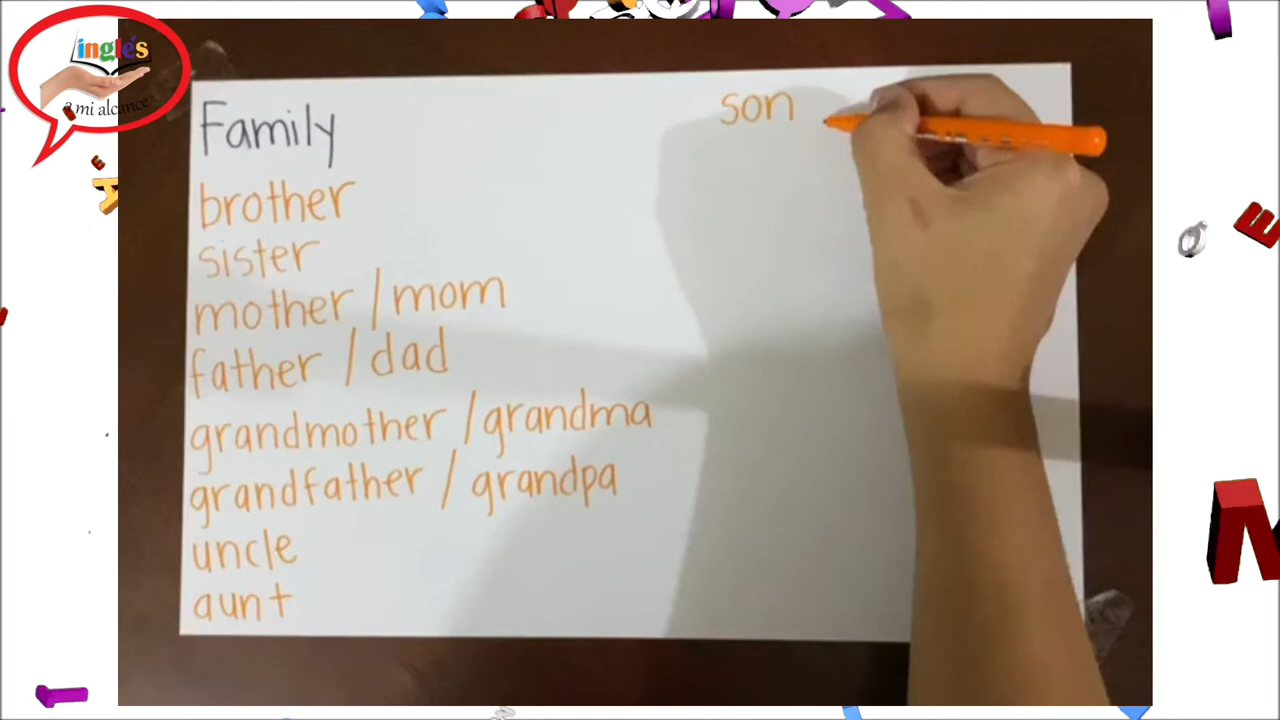 inglés
a mi alcance
Family
brother
sister
mother / mom
father / dad
grandmother / grandma
grandfather / grandpa
uncle
aunt
son